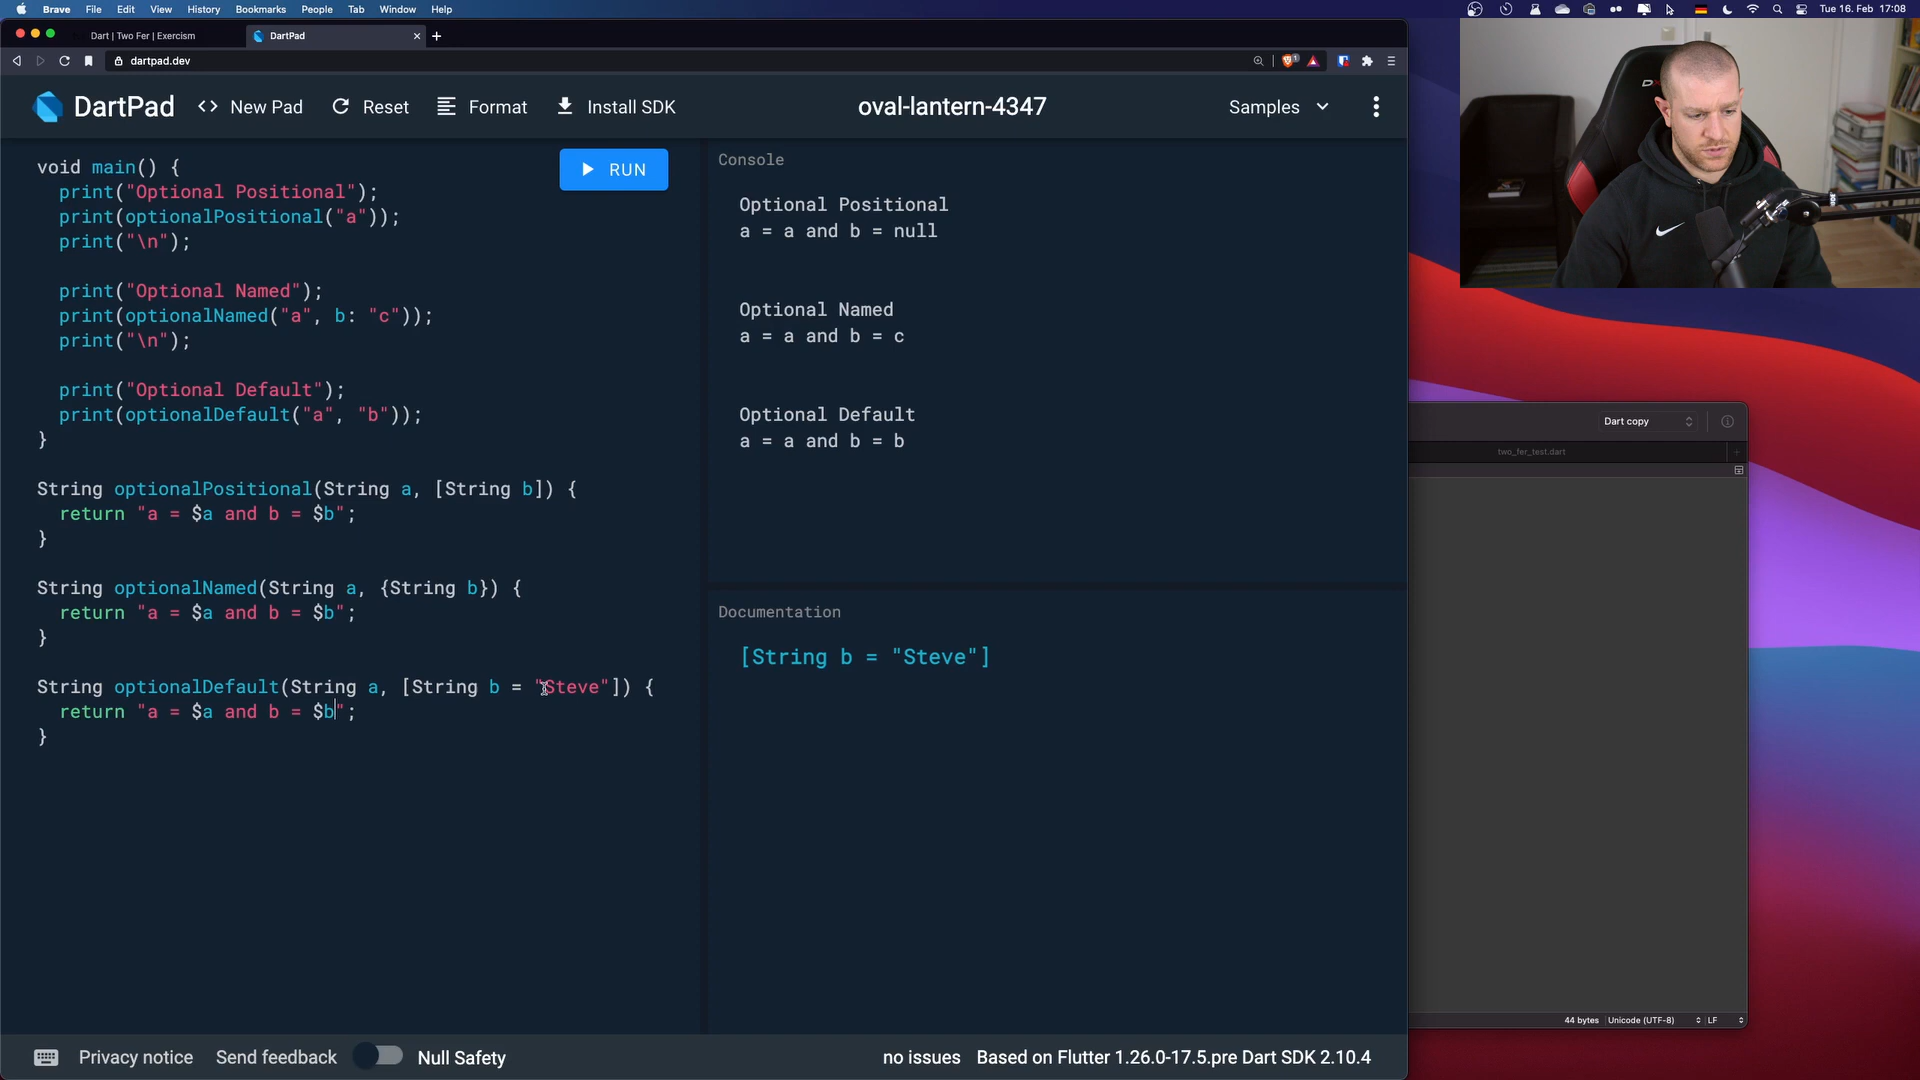 Brave File Edit View History Bookmarks People Tab Window Help
Tue 16. Feb 17:08
Dart | Two Fer | Exercism
DartPad
dartpad.dev
DartPad
New Pad
Reset
Format
Install SDK
oval-lantern-4347
Samples
void main() {
print("Optional Positional");
print(optionalPositional("a"));
print("\n");
print("Optional Named");
print(optionalNamed("a", b: "c"));
print("\n");
print("Optional Default");
print(optionalDefault("a", "b"));
}
String optionalPositional(String a, [String b]) {
return "a = $a and b = $b";
}
String optionalNamed(String a, {String b}) {
return "a = $a and b = $b";
}
String optionalDefault(String a, [String b = "Steve"]) {
return "a = $a and b = $b";
}
RUN
Console
Optional Positional
a = a and b = null
Optional Named
a = a and b = c
Optional Default
a = a and b = b
Documentation
[String b = "Steve"]
Dart copy
two_fer_test.dart
44 bytes Unicode (UTF-8) LF
Privacy notice
Send feedback
Null Safety
no issues
Based on Flutter 1.26.0-17.5.pre Dart SDK 2.10.4